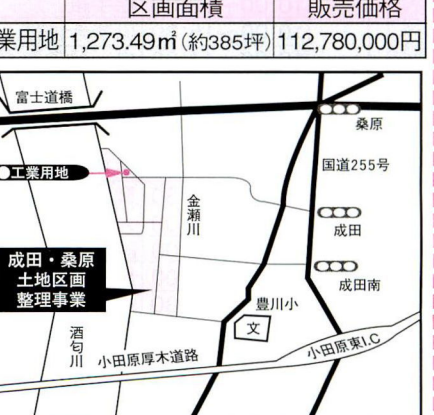 区画面積 販売価格
業用地 1,273.49㎡(約385坪) 112,780,000円
富士道橋
桑原
国道255号
工業用地
金瀬川
成田
成田・桑原
土地区画
整理事業
成田南
豊川小
文
酒匂川
小田原厚木道路
小田原東I.C